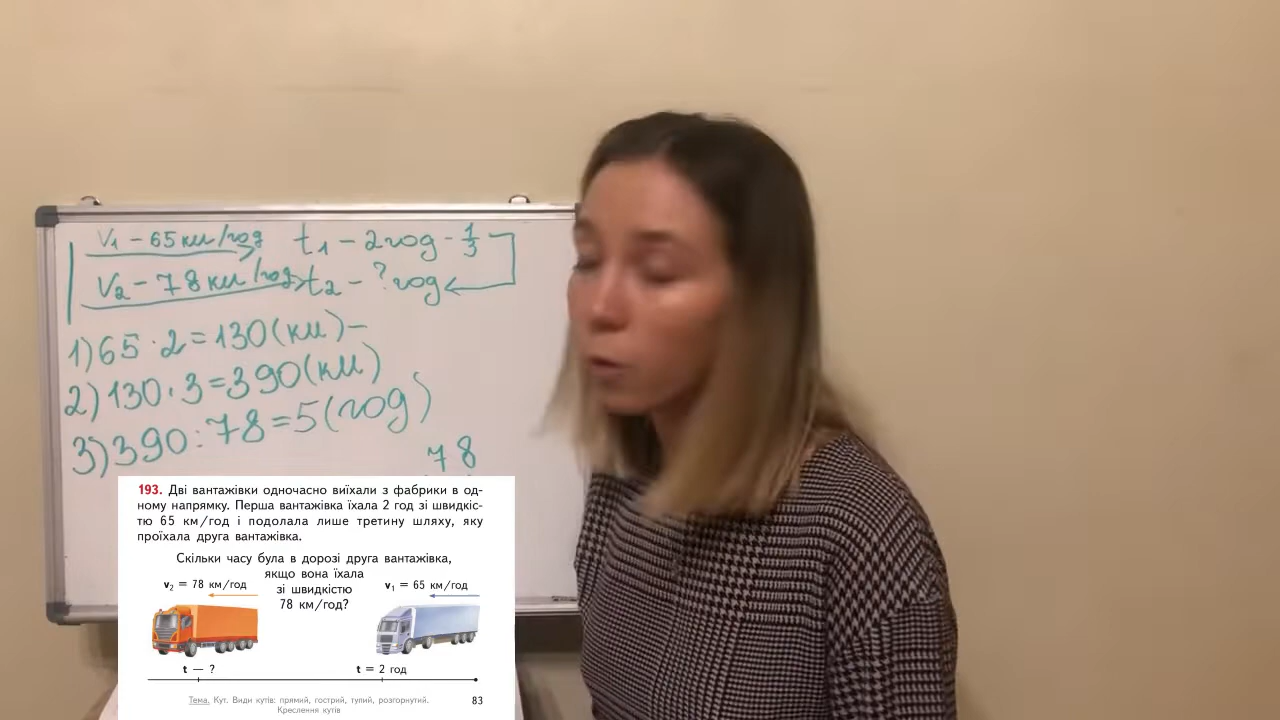 V₁ – 65 км/год t₁ – 2 год – 1/3
V₂ – 78 км/год t₂ – ? год
1) 65 · 2 = 130 (км) –
2) 130 · 3 = 390 (км)
3) 390 : 78 = 5 (год)
78
193. Дві вантажівки одночасно виїхали з фабрики в од-
ному напрямку. Перша вантажівка їхала 2 год зі швидкіс-
тю 65 км/год і подолала лише третину шляху, яку
проїхала друга вантажівка.
Скільки часу була в дорозі друга вантажівка,
якщо вона їхала
зі швидкістю
78 км/год?
v₂ = 78 км/год
v₁ = 65 км/год
t — ?
t = 2 год
Тема. Кут. Види кутів: прямий, гострий, тупий, розгорнутий.
Креслення кутів
83